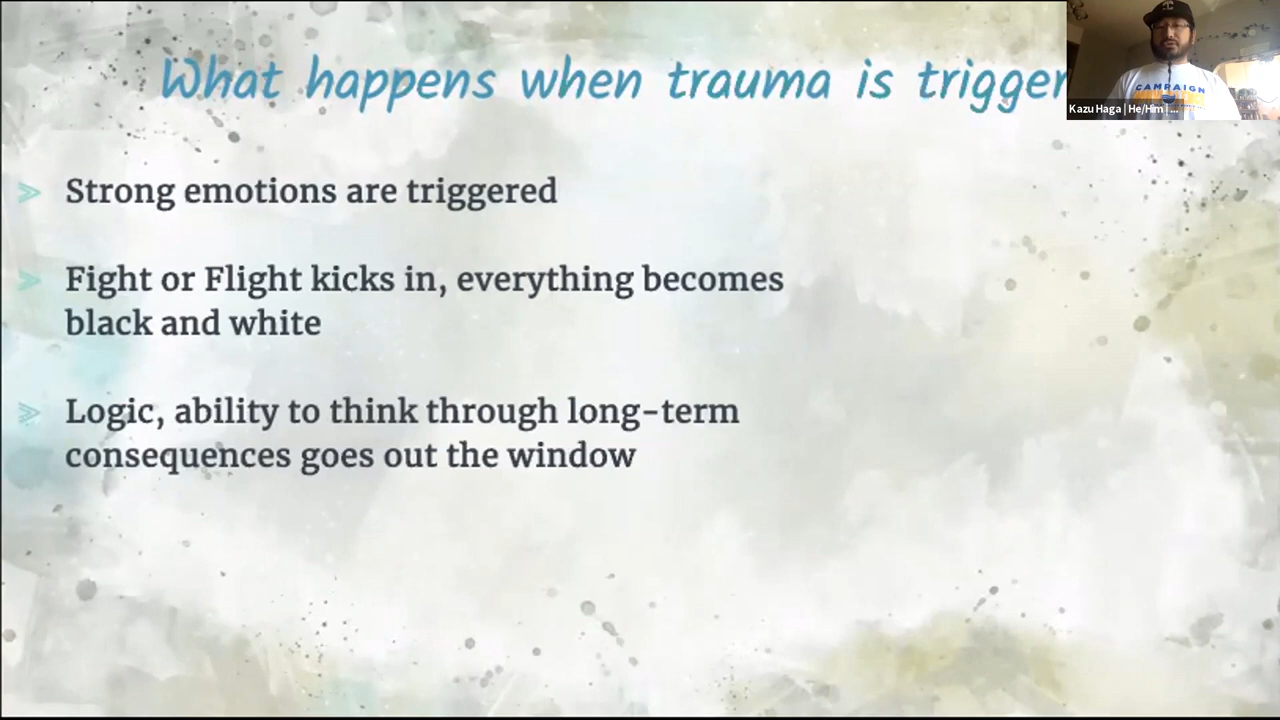 What happens when trauma is trigger
Strong emotions are triggered
Fight or Flight kicks in, everything becomes
black and white
Logic, ability to think through long-term
consequences goes out the window
CAMPAIGN
Kazu Haga | He/Him | ...